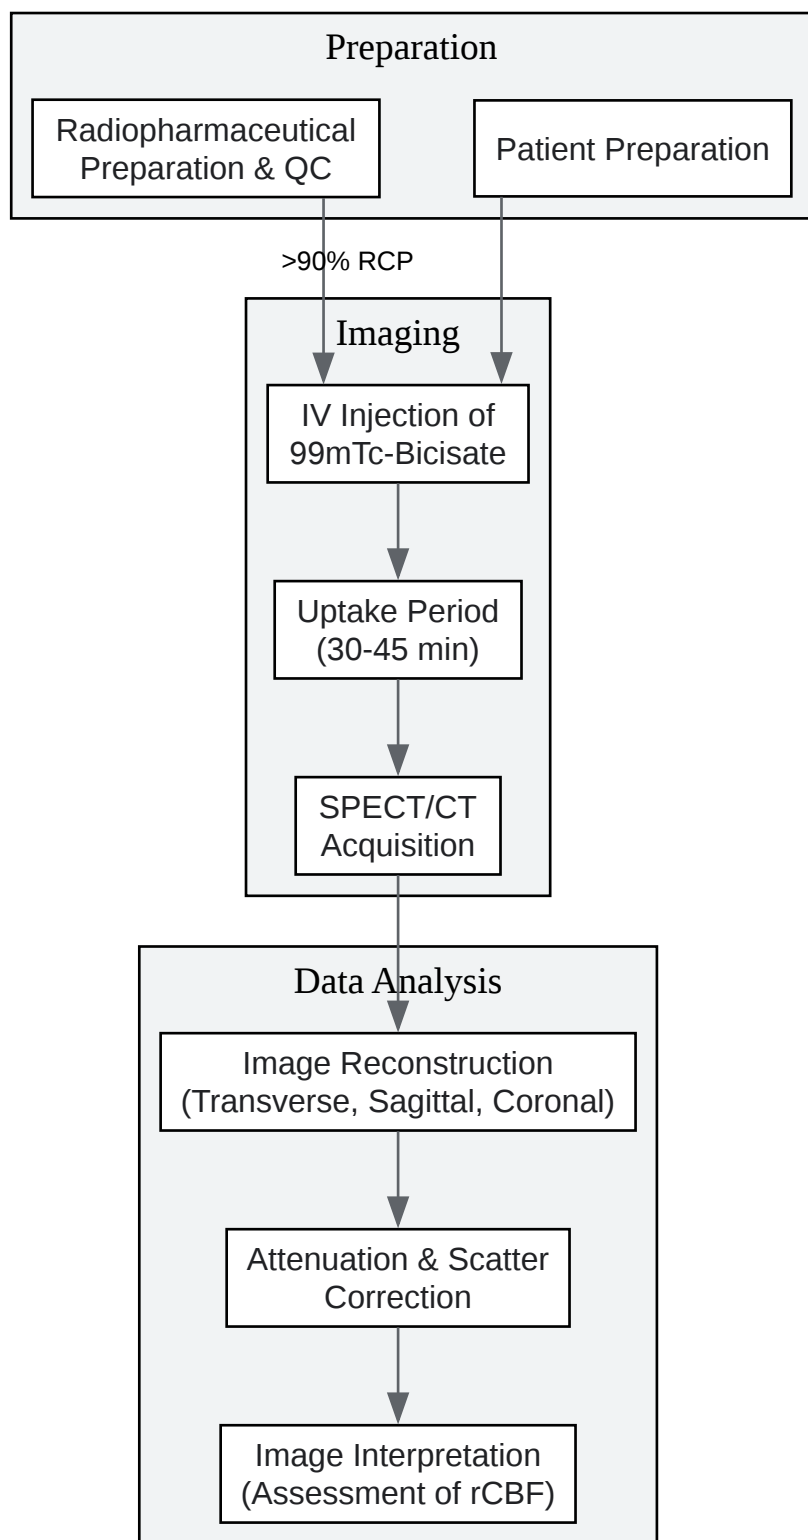 Preparation
Radiopharmaceutical
Preparation & QC
Patient Preparation
>90% RCP
Imaging
IV Injection of
99mTc-Bicisate
Uptake Period
(30-45 min)
SPECT/CT
Acquisition
Data Analysis
Image Reconstruction
(Transverse, Sagittal, Coronal)
Attenuation & Scatter
Correction
Image Interpretation
(Assessment of rCBF)